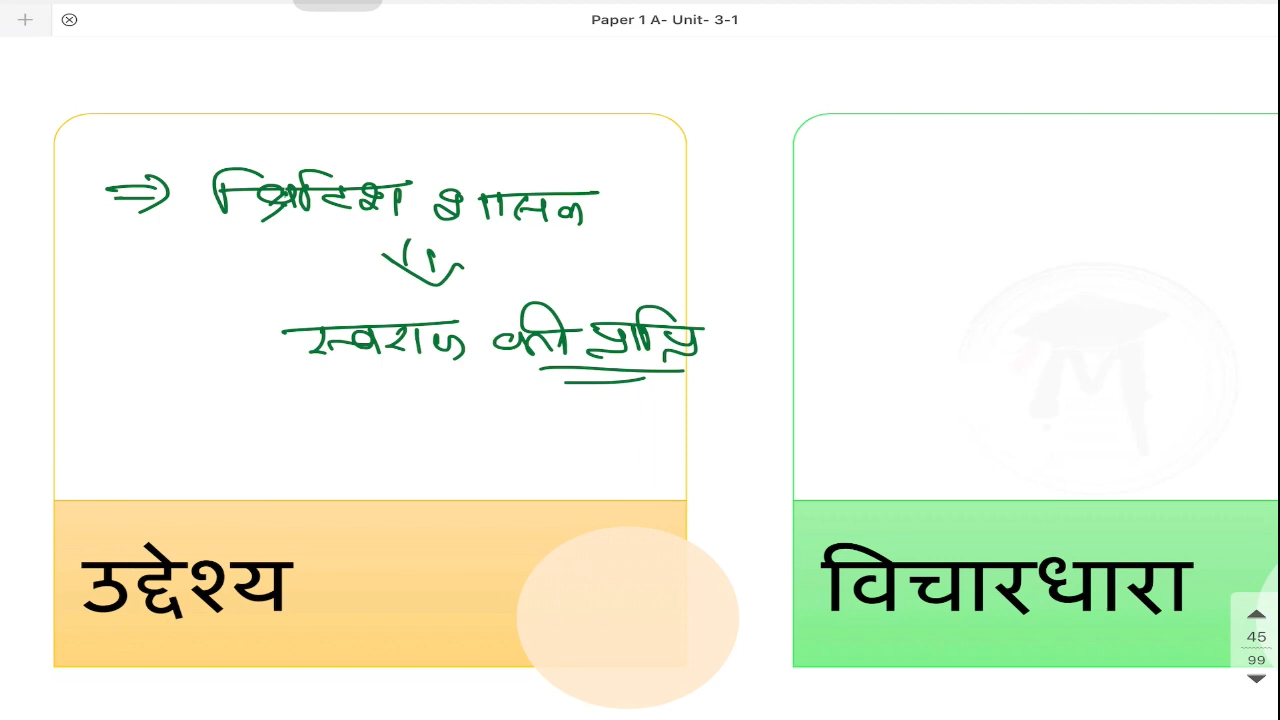 Paper 1 A- Unit- 3-1
⇒ ब्रिटिश शासन
स्वराज की प्राप्ति
उद्देश्य
विचारधारा
45
99